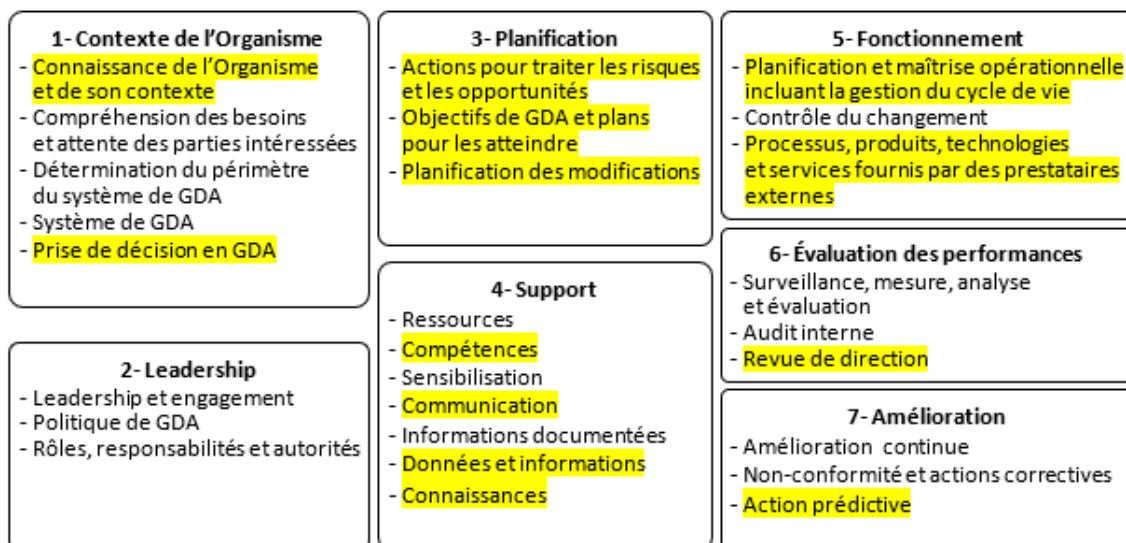 1- Contexte de l’Organisme
- Connaissance de l’Organisme
et de son contexte
- Compréhension des besoins
et attente des parties intéressées
- Détermination du périmètre
du système de GDA
- Système de GDA
- Prise de décision en GDA
2- Leadership
- Leadership et engagement
- Politique de GDA
- Rôles, responsabilités et autorités
3- Planification
- Actions pour traiter les risques
et les opportunités
- Objectifs de GDA et plans
pour les atteindre
- Planification des modifications
4- Support
- Ressources
- Compétences
- Sensibilisation
- Communication
- Informations documentées
- Données et informations
- Connaissances
5- Fonctionnement
- Planification et maîtrise opérationnelle
incluant la gestion du cycle de vie
- Contrôle du changement
- Processus, produits, technologies
et services fournis par des prestataires
externes
6- Évaluation des performances
- Surveillance, mesure, analyse
et évaluation
- Audit interne
- Revue de direction
7- Amélioration
- Amélioration continue
- Non-conformité et actions correctives
- Action prédictive